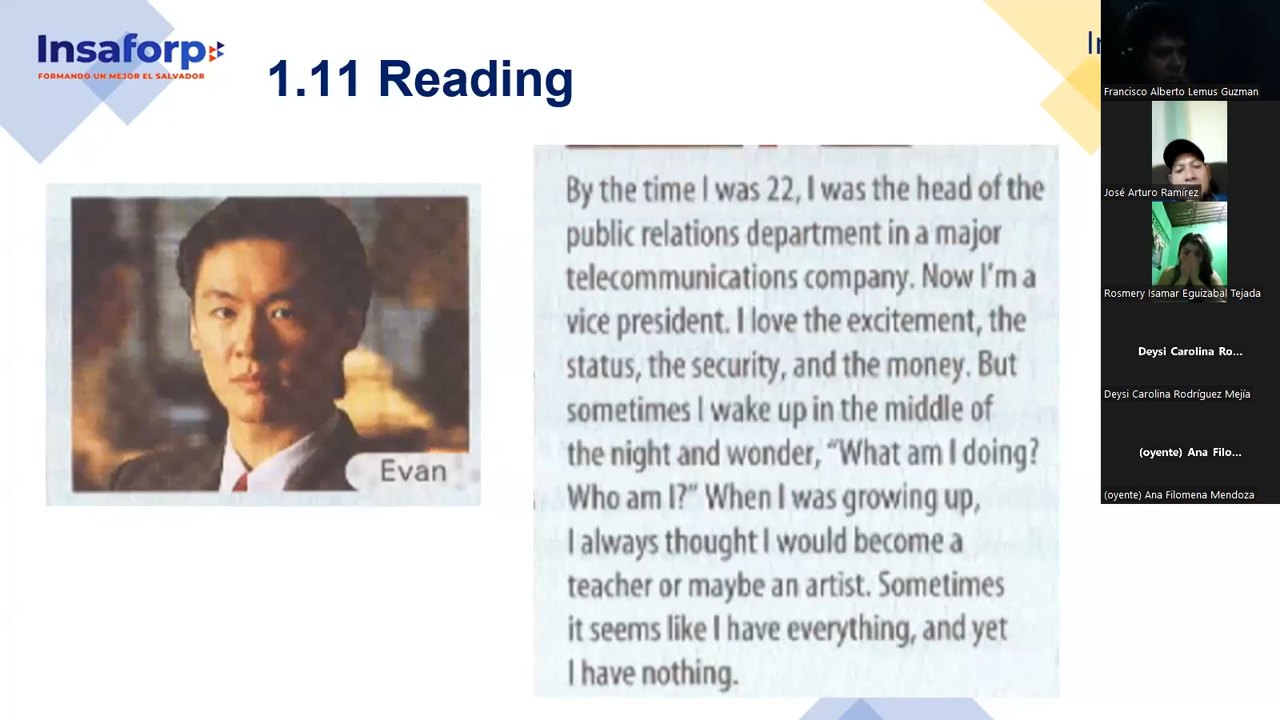 Insaforp
FORMANDO UN MEJOR EL SALVADOR
1.11 Reading
Evan
By the time I was 22, I was the head of the
public relations department in a major
telecommunications company. Now I'm a
vice president. I love the excitement, the
status, the security, and the money. But
sometimes I wake up in the middle of
the night and wonder, “What am I doing?
Who am I?” When I was growing up,
I always thought I would become a
teacher or maybe an artist. Sometimes
it seems like I have everything, and yet
I have nothing.
Francisco Alberto Lemus Guzman
José Arturo Ramírez
Rosmery Isamar Eguizabal Tejada
Deysi Carolina Ro...
Deysi Carolina Rodríguez Mejía
(oyente) Ana Filo...
(oyente) Ana Filomena Mendoza